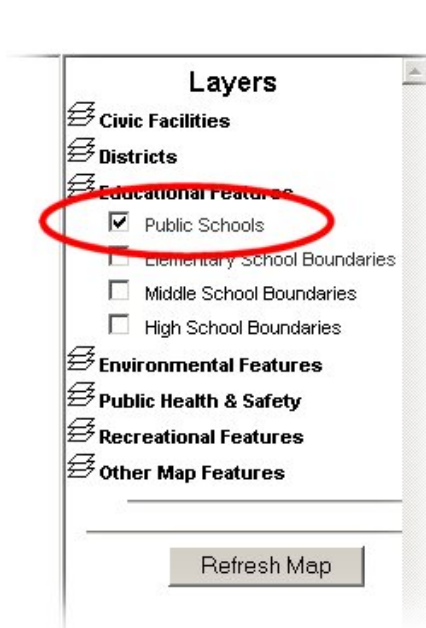 Layers
Civic Facilities
Districts
Educational Features
Public Schools
Elementary School Boundaries
Middle School Boundaries
High School Boundaries
Environmental Features
Public Health & Safety
Recreational Features
Other Map Features
Refresh Map